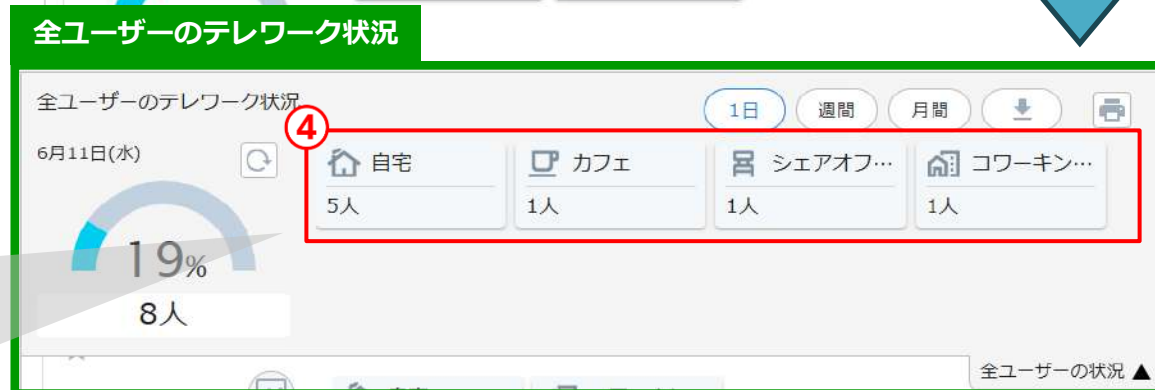 全ユーザーのテレワーク状況
全ユーザーのテレワーク状況
1日 週間 月間
④
6月11日(水)
自宅 カフェ シェアオフ… コワーキン…
5人 1人 1人 1人
19%
8人
全ユーザーの状況 ▲